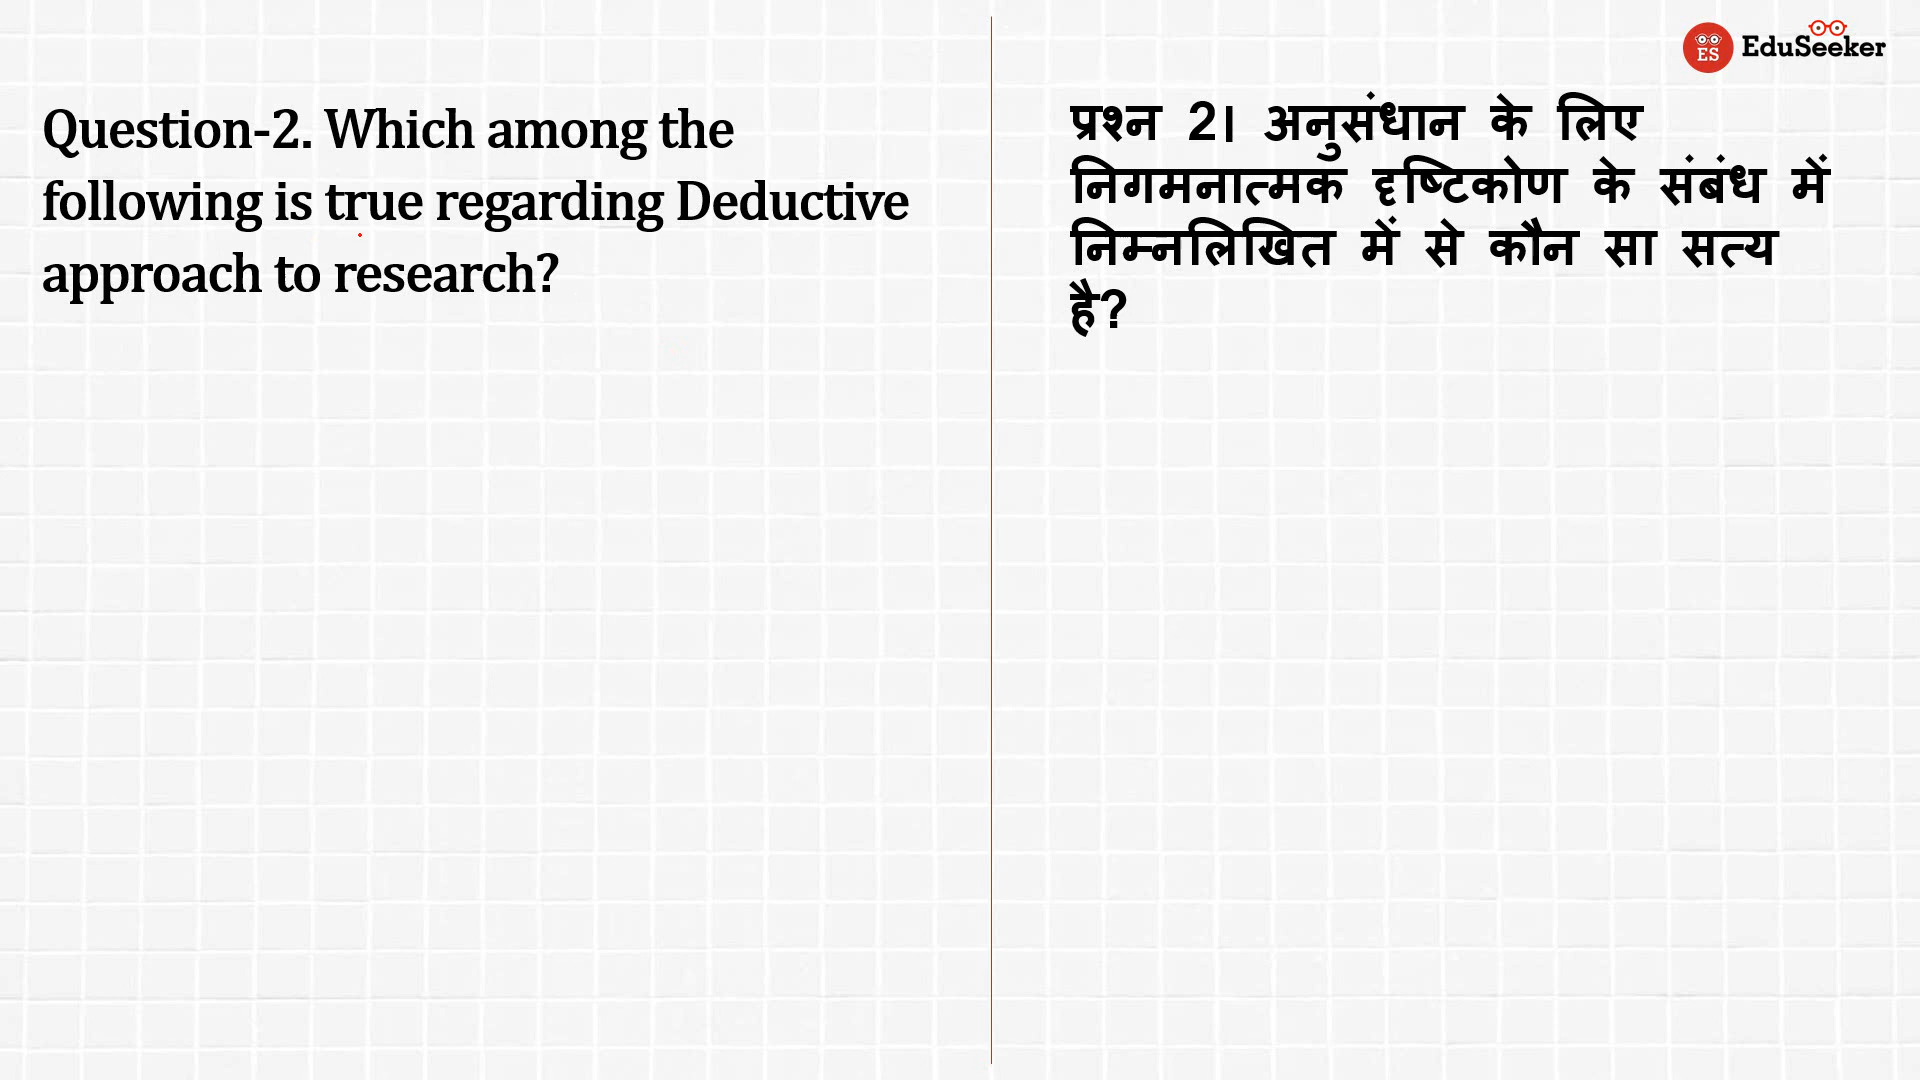 ES EduSeeker
Question-2. Which among the
following is true regarding Deductive
approach to research?
प्रश्न 2। अनुसंधान के लिए
निगमनात्मक दृष्टिकोण के संबंध में
निम्नलिखित में से कौन सा सत्य
है?